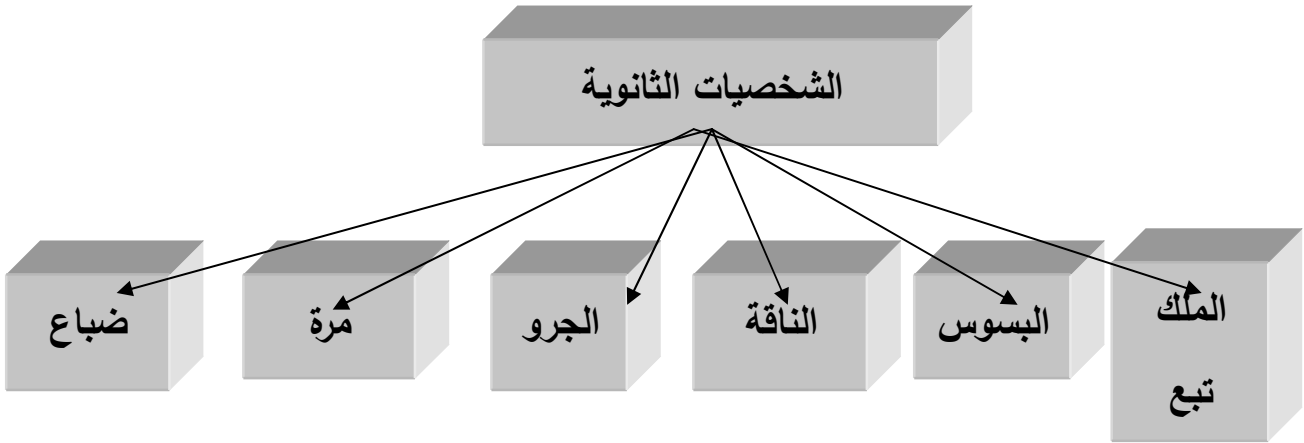 الشخصيات الثانوية
الملك
تبع
البسوس
الناقة
الجرو
مرة
ضباع